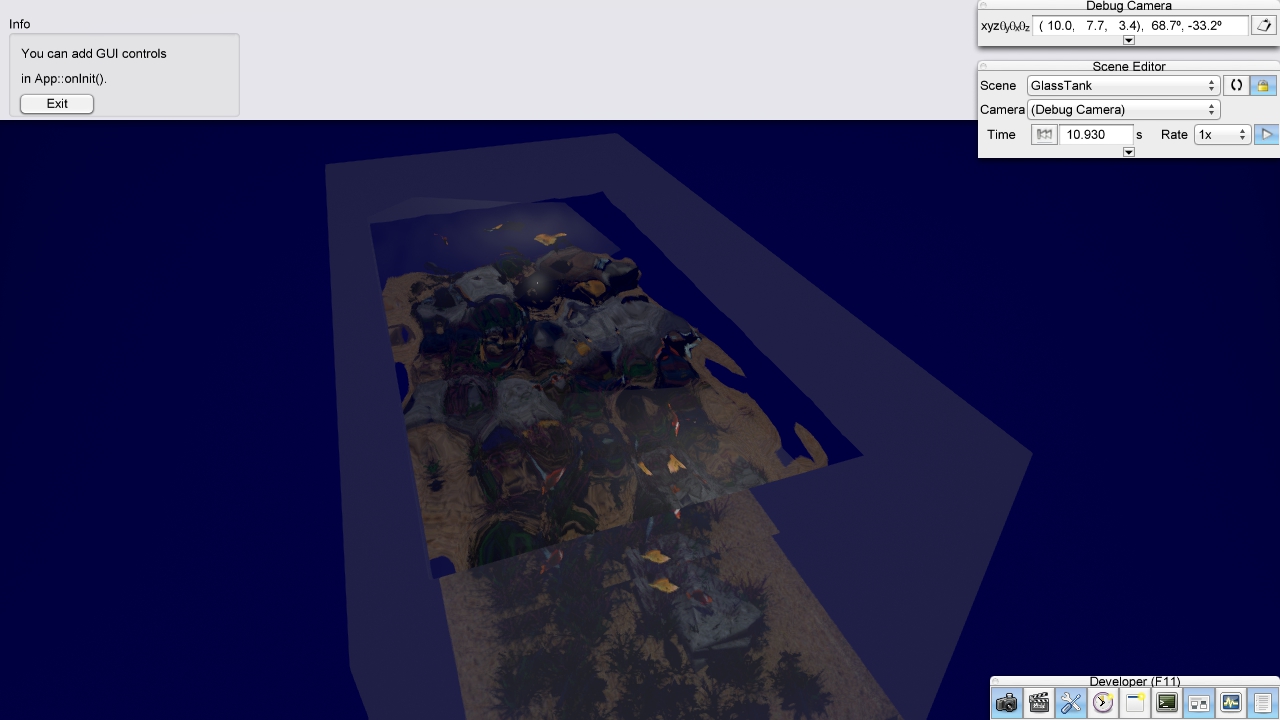 Info
You can add GUI controls
in App::onInit().
Exit
Debug Camera
( 10.0, 7.7, 3.4), 68.7º, -33.2º
Scene Editor
Scene GlassTank
Camera (Debug Camera)
Time 10.930 s Rate 1x
Developer (F11)